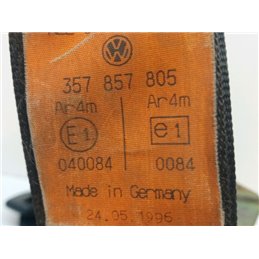 357 857 805
Ar4m Ar4m
E1 e1
040084 0084
Made in Germany
24.05.1996